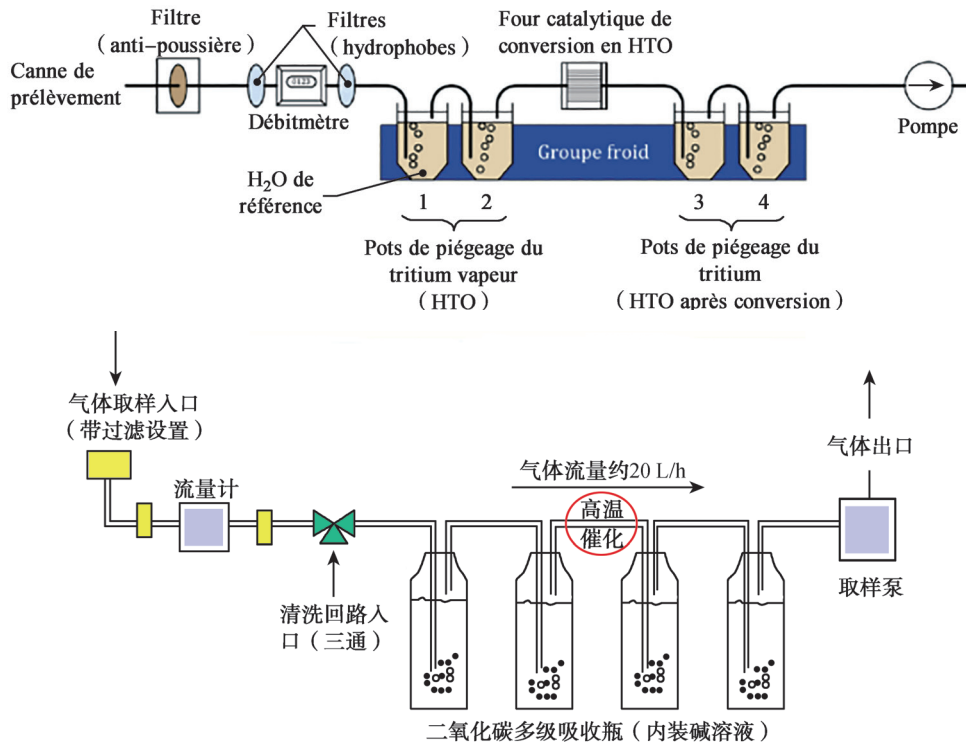 Filtre
(anti-poussière)
Filtres
(hydrophobes)
Four catalytique de
conversion en HTO
Canne de
prélèvement
Débitmètre
Pompe
Groupe froid
H₂O de
référence
1
2
3
4
Pots de piégeage du
tritium vapeur
(HTO)
Pots de piégeage du
tritium
(HTO après conversion)
气体取样入口
(带过滤设置)
流量计
气体流量约20 L/h
高温
催化
气体出口
取样泵
清洗回路入
口(三通)
二氧化碳多级吸收瓶(内装碱溶液)